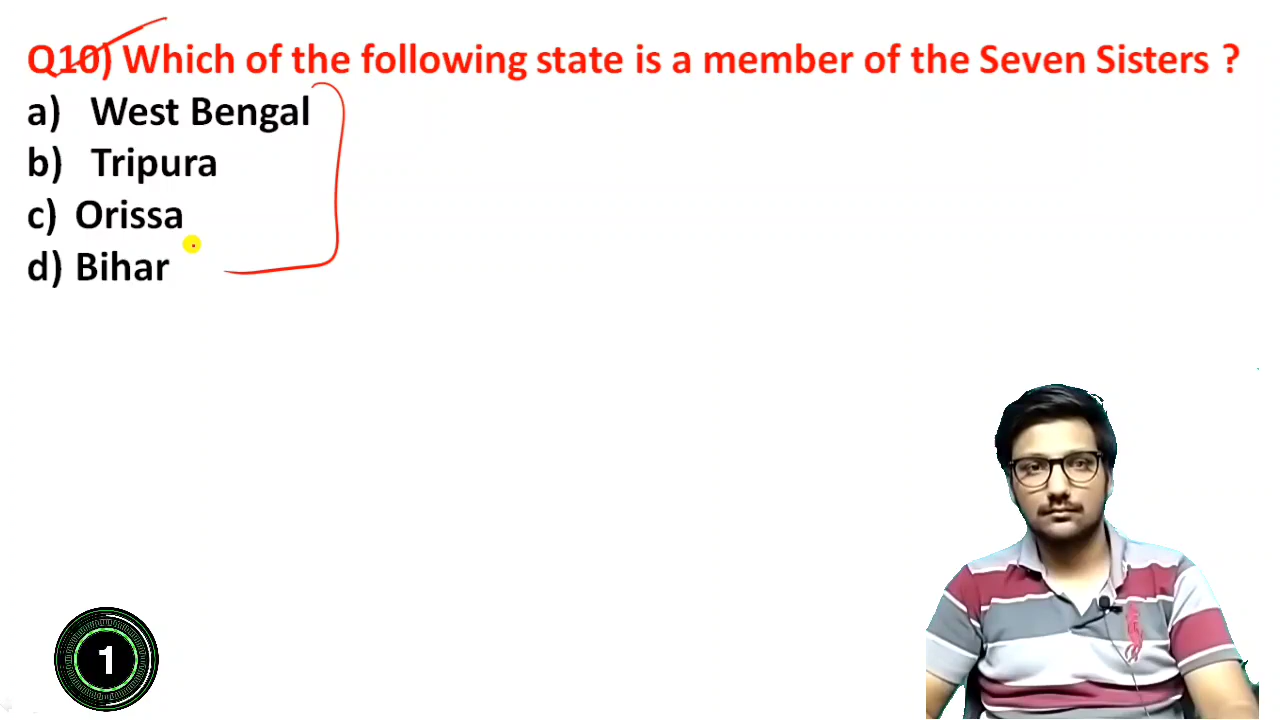 Q10) Which of the following state is a member of the Seven Sisters ?
a) West Bengal
b) Tripura
c) Orissa
d) Bihar
1